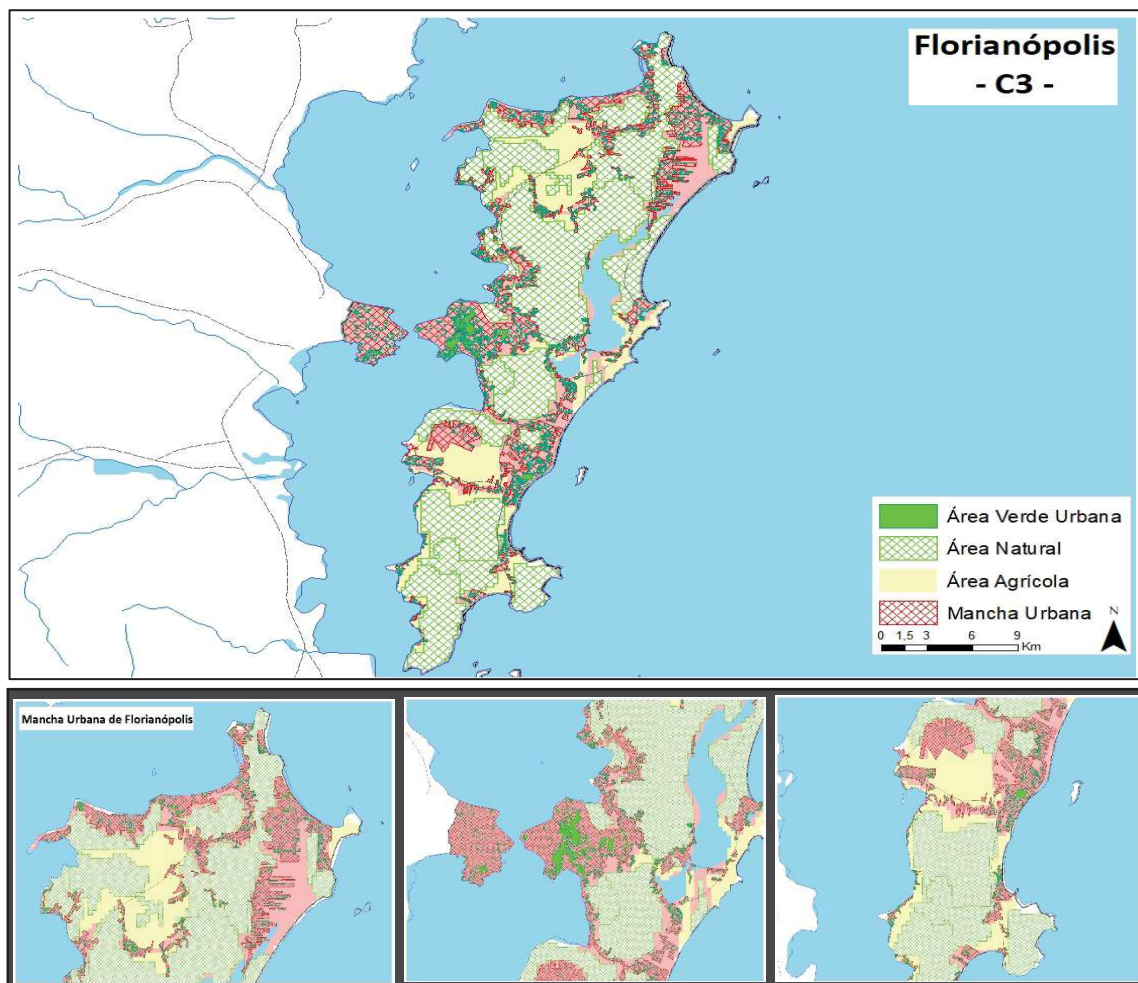 Florianópolis
- C3 -
Área Verde Urbana
Área Natural
Área Agrícola
Mancha Urbana
N
0 1,5 3 6 9
Km
Mancha Urbana de Florianópolis